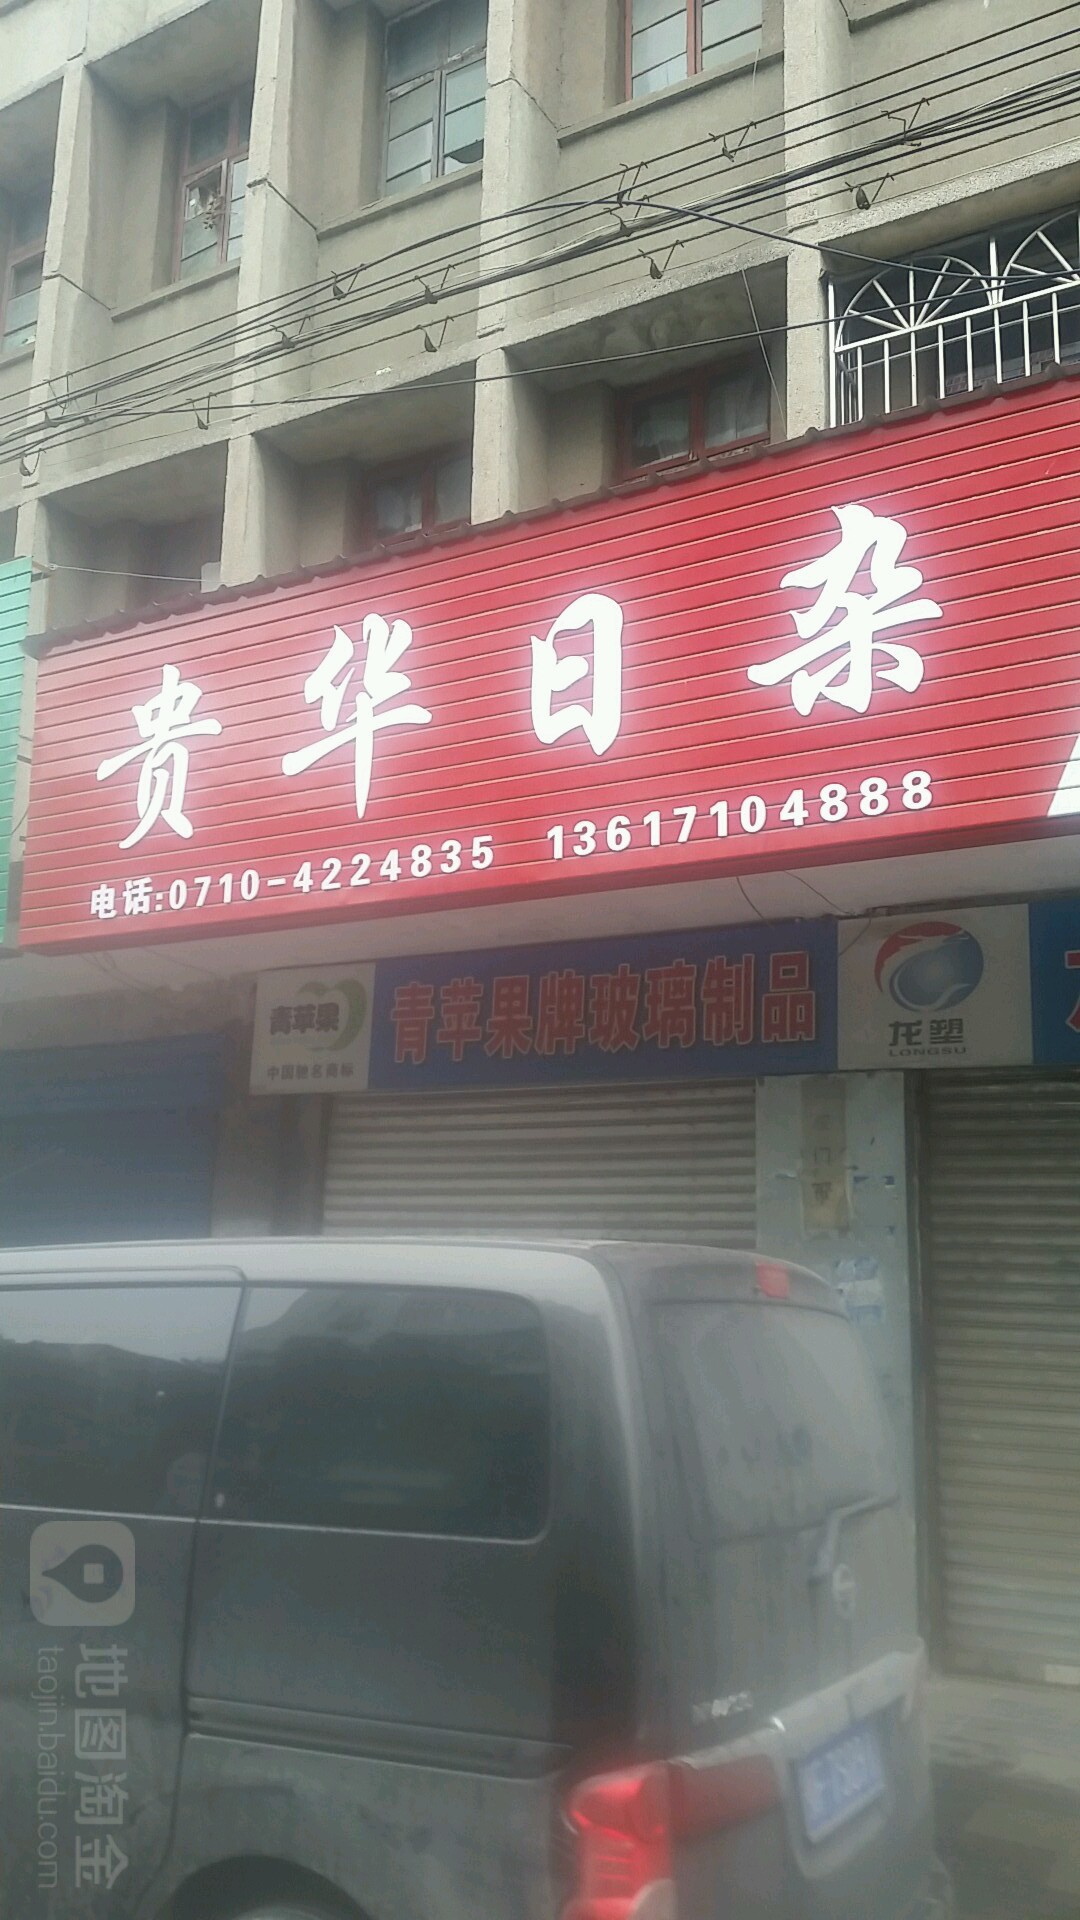 贵华日杂
电话:0710-4224835 13617104888
青苹果
中国驰名商标
青苹果牌玻璃制品
龙塑
LONGSU
地图淘金
taojin.baidu.com